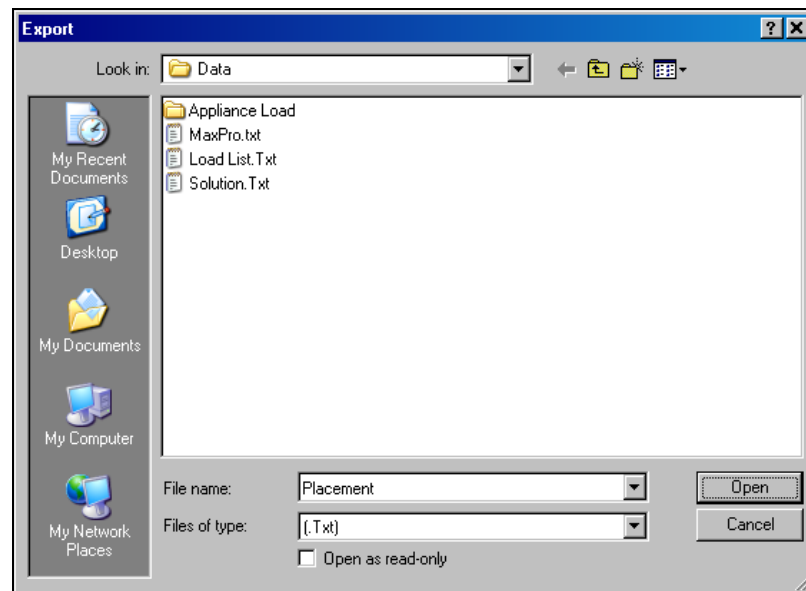 Export
Look in: Data
My Recent
Documents
Desktop
My Documents
My Computer
My Network
Places
Appliance Load
MaxPro.txt
Load List.Txt
Solution.Txt
File name: Placement Open
Files of type: (.Txt) Cancel
Open as read-only